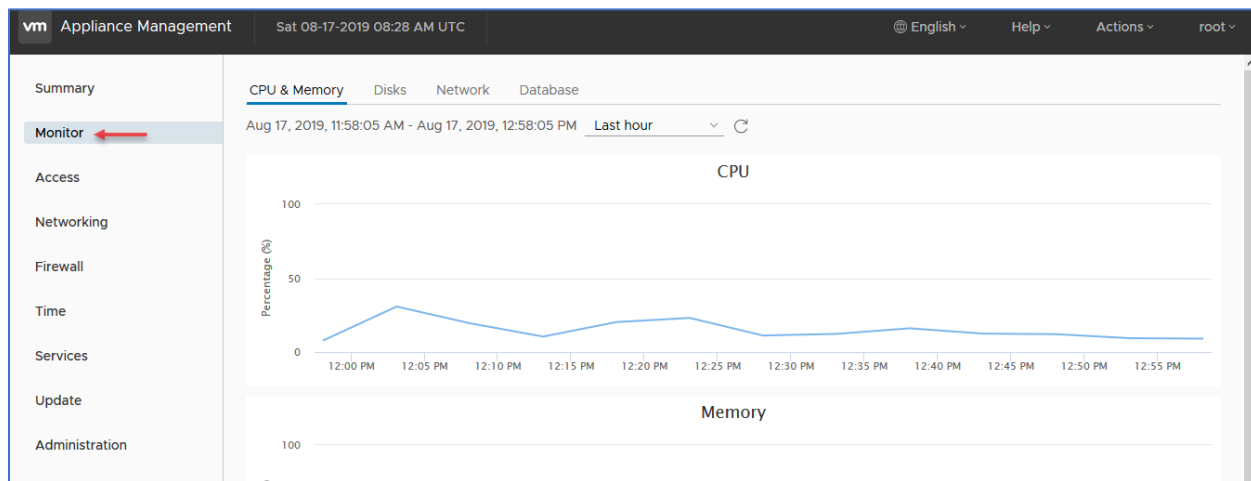 vm Appliance Management Sat 08-17-2019 08:28 AM UTC English Help Actions root
Summary
Monitor
Access
Networking
Firewall
Time
Services
Update
Administration
CPU & Memory Disks Network Database
Aug 17, 2019, 11:58:05 AM - Aug 17, 2019, 12:58:05 PM Last hour
CPU
Percentage (%)
100
50
0
12:00 PM 12:05 PM 12:10 PM 12:15 PM 12:20 PM 12:25 PM 12:30 PM 12:35 PM 12:40 PM 12:45 PM 12:50 PM 12:55 PM
Memory
100